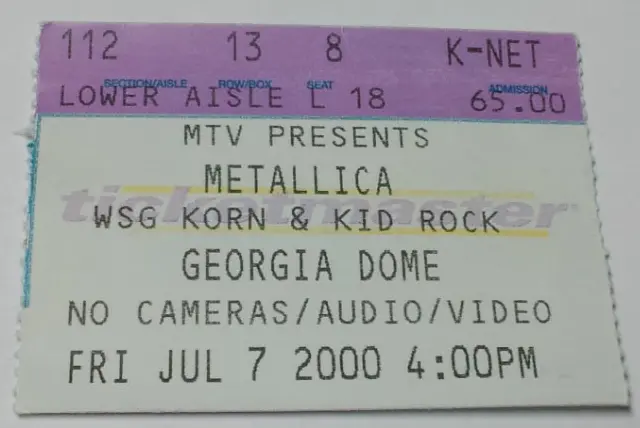 112 13 8 K-NET
SECTION/AISLE ROW/BOX SEAT ADMISSION
LOWER AISLE L 18 65.00
MTV PRESENTS
METALLICA
ticketmaster
WSG KORN & KID ROCK
GEORGIA DOME
NO CAMERAS/AUDIO/VIDEO
FRI JUL 7 2000 4:00PM